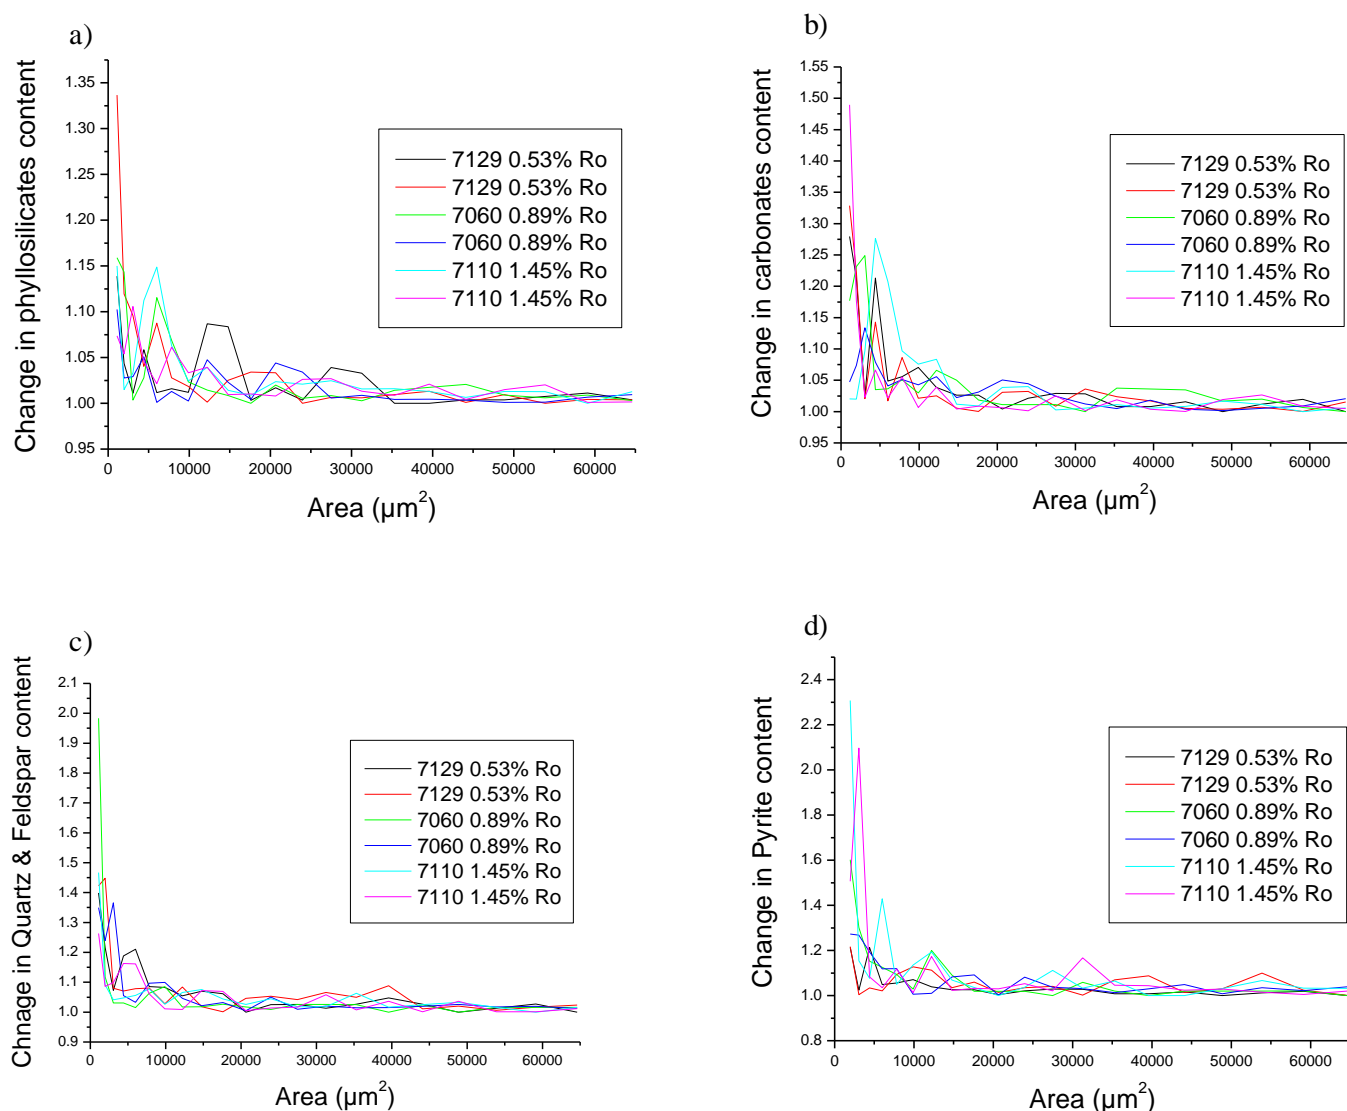 a)
Change in phyllosilicates content
1.35
1.30
1.25
1.20
1.15
1.10
1.05
1.00
0.95
0 10000 20000 30000 40000 50000 60000
Area (µm²)
7129 0.53% Ro
7129 0.53% Ro
7060 0.89% Ro
7060 0.89% Ro
7110 1.45% Ro
7110 1.45% Ro
b)
Change in carbonates content
1.55
1.50
1.45
1.40
1.35
1.30
1.25
1.20
1.15
1.10
1.05
1.00
0.95
0 10000 20000 30000 40000 50000 60000
Area (µm²)
7129 0.53% Ro
7129 0.53% Ro
7060 0.89% Ro
7060 0.89% Ro
7110 1.45% Ro
7110 1.45% Ro
c)
Chnage in Quartz & Feldspar content
2.1
2.0
1.9
1.8
1.7
1.6
1.5
1.4
1.3
1.2
1.1
1.0
0.9
0 10000 20000 30000 40000 50000 60000
Area (µm²)
7129 0.53% Ro
7129 0.53% Ro
7060 0.89% Ro
7060 0.89% Ro
7110 1.45% Ro
7110 1.45% Ro
d)
Change in Pyrite content
2.4
2.2
2.0
1.8
1.6
1.4
1.2
1.0
0.8
0 10000 20000 30000 40000 50000 60000
Area (µm²)
7129 0.53% Ro
7129 0.53% Ro
7060 0.89% Ro
7060 0.89% Ro
7110 1.45% Ro
7110 1.45% Ro